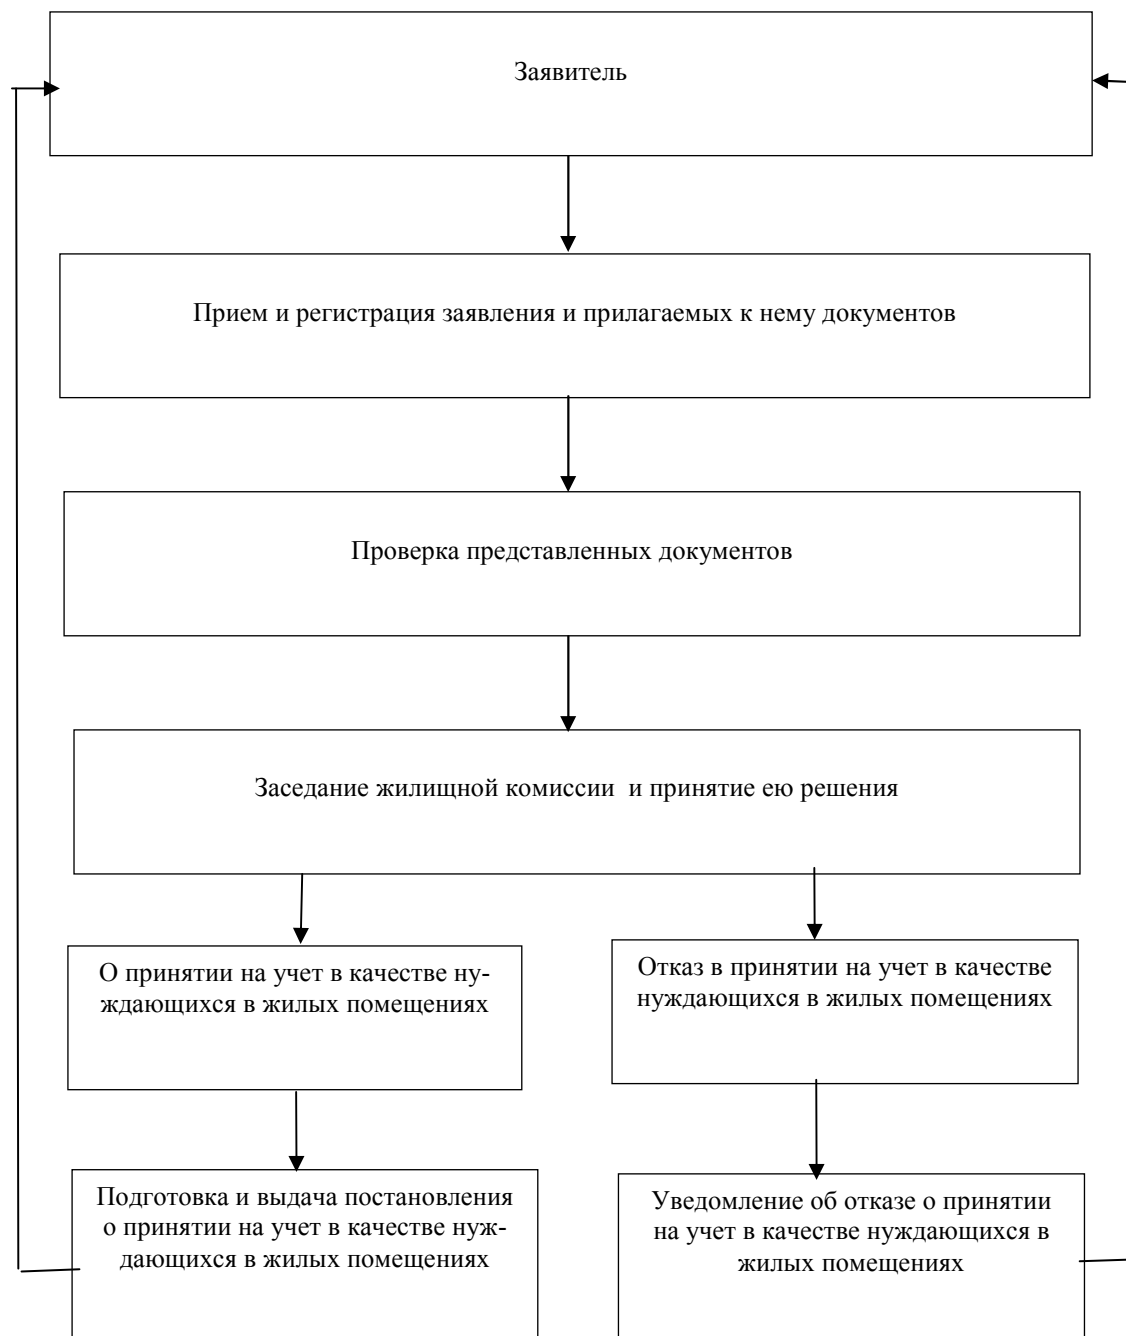 Заявитель
Прием и регистрация заявления и прилагаемых к нему документов
Проверка представленных документов
Заседание жилищной комиссии  и принятие ею решения
О принятии на учет в качестве ну-
ждающихся в жилых помещениях
Отказ в принятии на учет в качестве
нуждающихся в жилых помещениях
Подготовка и выдача постановления
о принятии на учет в качестве нуж-
дающихся в жилых помещениях
Уведомление об отказе о принятии
на учет в качестве нуждающихся в
жилых помещениях